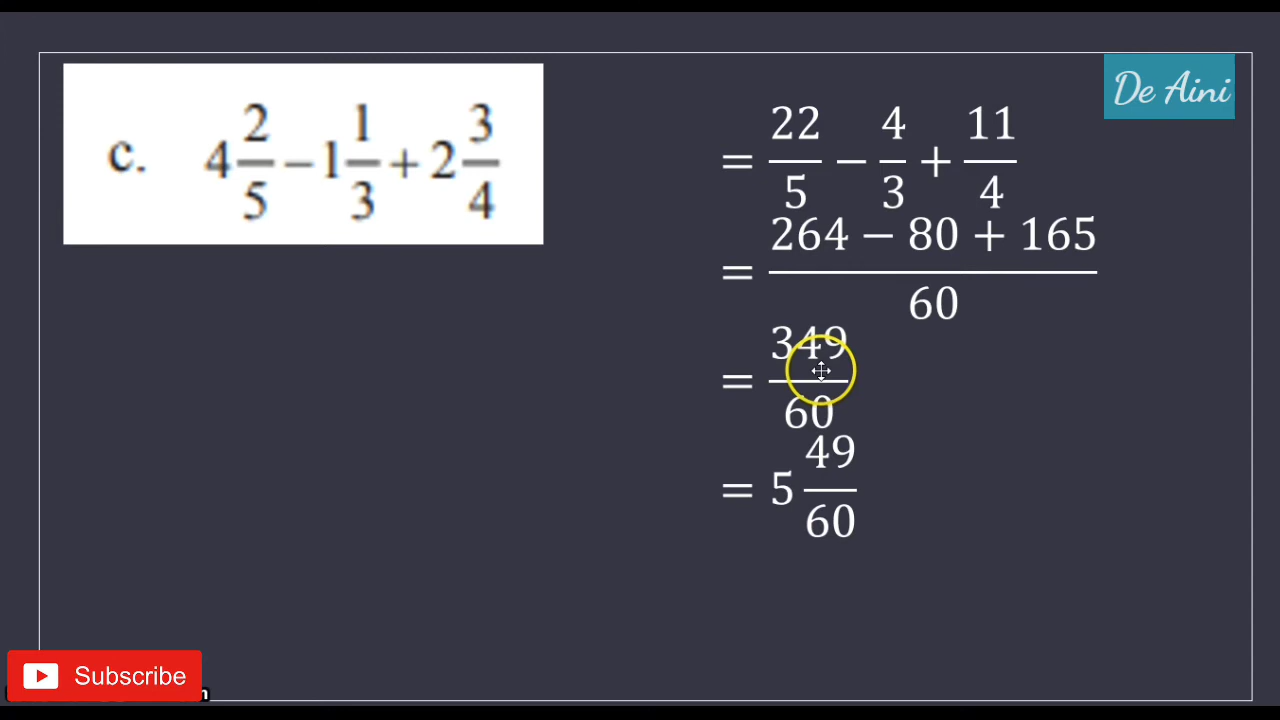 De Aini
c. 4 2/5 − 1 1/3 + 2 3/4
= 22/5 − 4/3 + 11/4
= (264 − 80 + 165)/60
= 349/60
= 5 49/60
Subscribe